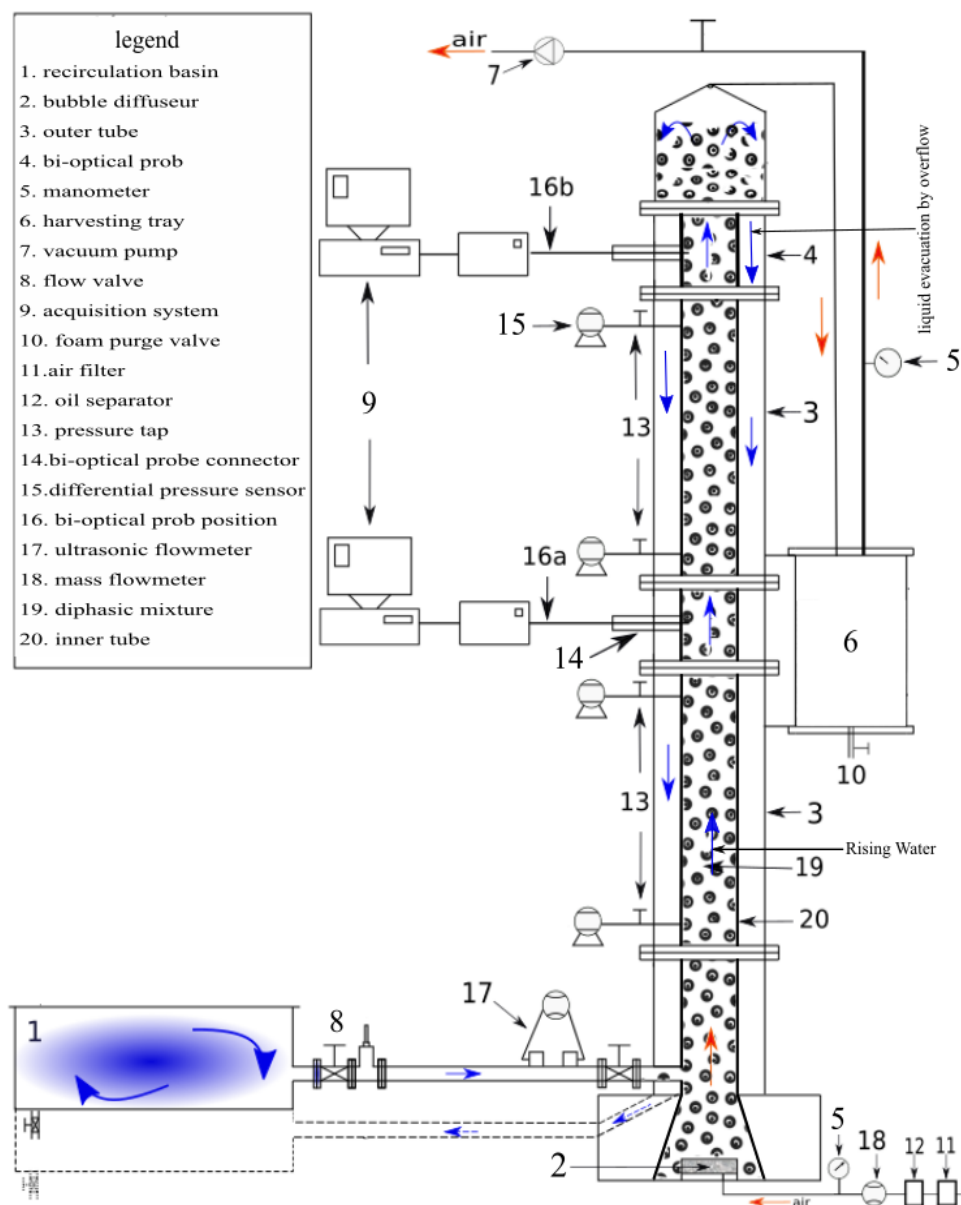 legend
1. recirculation basin
2. bubble diffuseur
3. outer tube
4. bi-optical prob
5. manometer
6. harvesting tray
7. vacuum pump
8. flow valve
9. acquisition system
10. foam purge valve
11.air filter
12. oil separator
13. pressure tap
14.bi-optical probe connector
15.differential pressure sensor
16. bi-optical prob position
17. ultrasonic flowmeter
18. mass flowmeter
19. diphasic mixture
20. inner tube
air
7
16b
4
liquid evacuation by overflow
15
5
9
13
3
16a
14
6
10
13
3
Rising Water
19
20
17
8
1
2
5
18
12
11
air